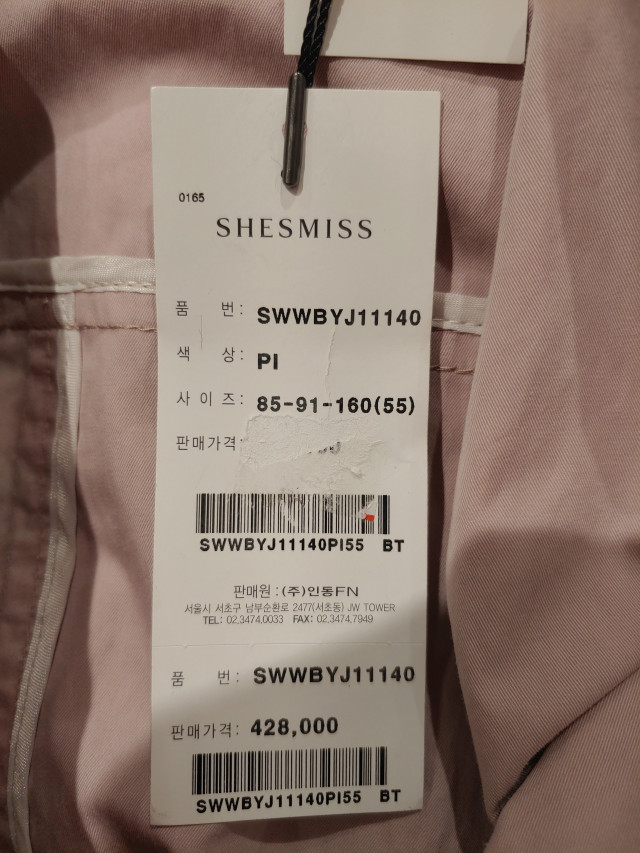 0165
SHESMISS
품 번: SWWBYJ11140
색 상: PI
사 이 즈: 85-91-160(55)
판매가격:
SWWBYJ11140PI55 BT
판매원 : (주)인동FN
서울시 서초구 남부순환로 2477(서초동) JW TOWER
TEL: 02.3474.0033 FAX: 02.3474.7949
품 번: SWWBYJ11140
판매가격: 428,000
SWWBYJ11140PI55 BT